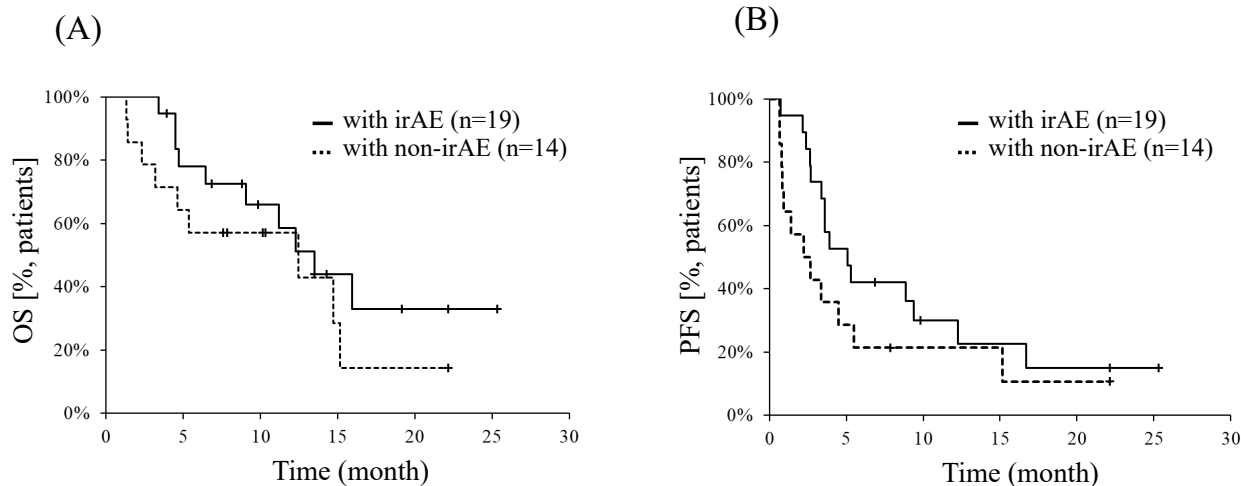 (A)
OS [%, patients]
100%
80%
60%
40%
20%
0%
with irAE (n=19)
with non-irAE (n=14)
0 5 10 15 20 25 30
Time (month)
(B)
PFS [%, patients]
100%
80%
60%
40%
20%
0%
with irAE (n=19)
with non-irAE (n=14)
0 5 10 15 20 25 30
Time (month)